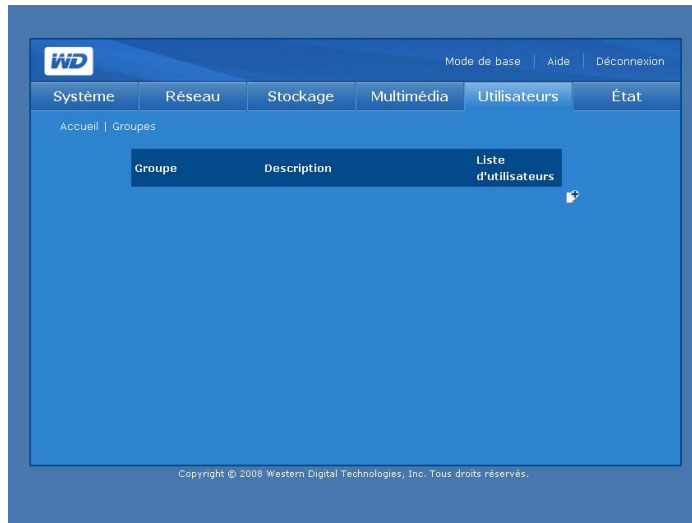 WD
Mode de base | Aide | Déconnexion
Système Réseau Stockage Multimédia Utilisateurs État
Accueil | Groupes
Groupe Description Liste d'utilisateurs
Copyright © 2008 Western Digital Technologies, Inc. Tous droits réservés.